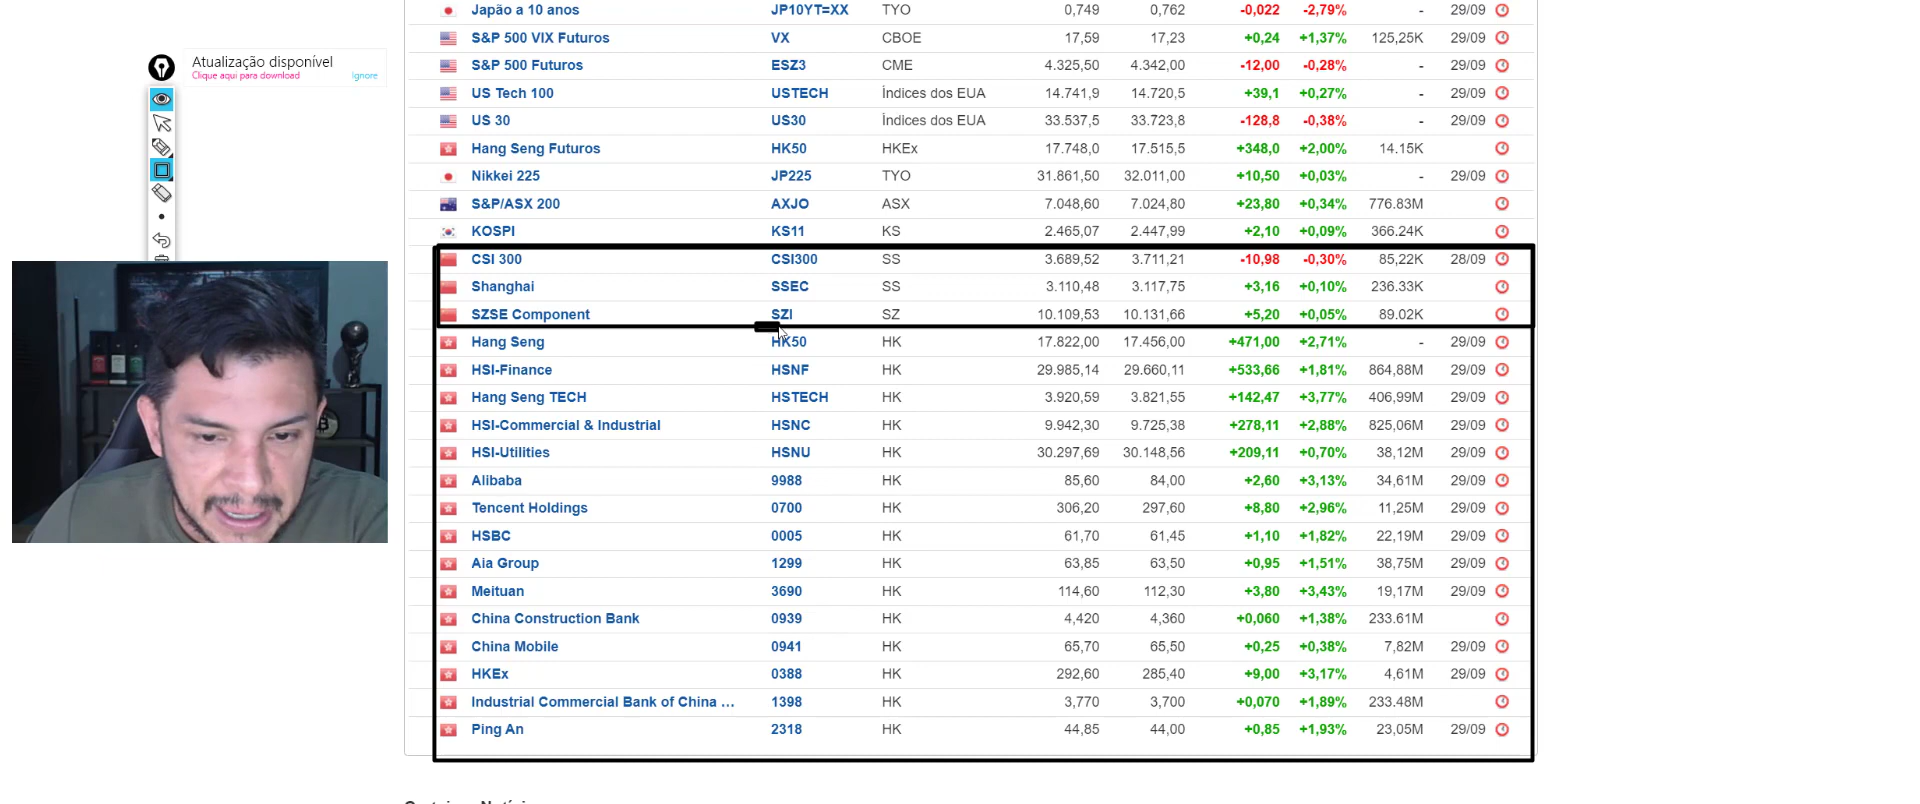 Japão a 10 anos JP10YT=XX TYO 0,749 0,762 -0,022 -2,79% - 29/09
S&P 500 VIX Futuros VX CBOE 17,59 17,23 +0,24 +1,37% 125,25K 29/09
Atualização disponível
Clique aqui para download Ignore
S&P 500 Futuros ESZ3 CME 4.325,50 4.342,00 -12,00 -0,28% - 29/09
US Tech 100 USTECH Índices dos EUA 14.741,9 14.720,5 +39,1 +0,27% - 29/09
US 30 US30 Índices dos EUA 33.537,5 33.723,8 -128,8 -0,38% - 29/09
Hang Seng Futuros HK50 HKEx 17.748,0 17.515,5 +348,0 +2,00% 14.15K
Nikkei 225 JP225 TYO 31.861,50 32.011,00 +10,50 +0,03% - 29/09
S&P/ASX 200 AXJO ASX 7.048,60 7.024,80 +23,80 +0,34% 776.83M
KOSPI KS11 KS 2.465,07 2.447,99 +2,10 +0,09% 366.24K
CSI 300 CSI300 SS 3.689,52 3.711,21 -10,98 -0,30% 85,22K 28/09
Shanghai SSEC SS 3.110,48 3.117,75 +3,16 +0,10% 236.33K
SZSE Component SZI SZ 10.109,53 10.131,66 +5,20 +0,05% 89.02K
Hang Seng HK50 HK 17.822,00 17.456,00 +471,00 +2,71% - 29/09
HSI-Finance HSNF HK 29.985,14 29.660,11 +533,66 +1,81% 864,88M 29/09
Hang Seng TECH HSTECH HK 3.920,59 3.821,55 +142,47 +3,77% 406,99M 29/09
HSI-Commercial & Industrial HSNC HK 9.942,30 9.725,38 +278,11 +2,88% 825,06M 29/09
HSI-Utilities HSNU HK 30.297,69 30.148,56 +209,11 +0,70% 38,12M 29/09
Alibaba 9988 HK 85,60 84,00 +2,60 +3,13% 34,61M 29/09
Tencent Holdings 0700 HK 306,20 297,60 +8,80 +2,96% 11,25M 29/09
HSBC 0005 HK 61,70 61,45 +1,10 +1,82% 22,19M 29/09
Aia Group 1299 HK 63,85 63,50 +0,95 +1,51% 38,75M 29/09
Meituan 3690 HK 114,60 112,30 +3,80 +3,43% 19,17M 29/09
China Construction Bank 0939 HK 4,420 4,360 +0,060 +1,38% 233.61M
China Mobile 0941 HK 65,70 65,50 +0,25 +0,38% 7,82M 29/09
HKEx 0388 HK 292,60 285,40 +9,00 +3,17% 4,61M 29/09
Industrial Commercial Bank of China ... 1398 HK 3,770 3,700 +0,070 +1,89% 233.48M
Ping An 2318 HK 44,85 44,00 +0,85 +1,93% 23,05M 29/09